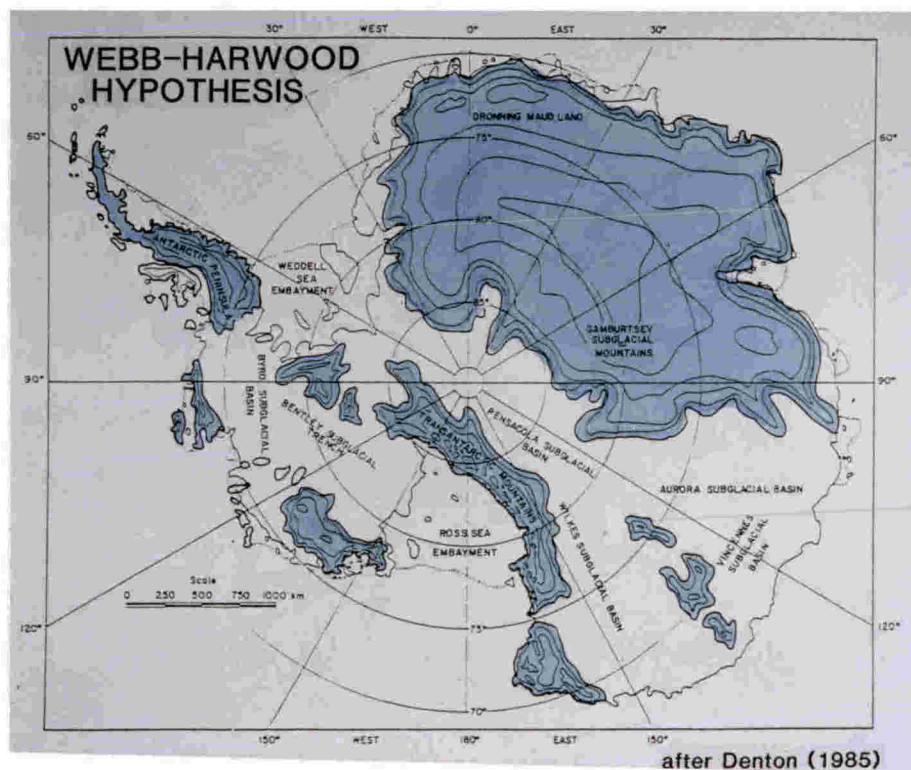 30° WEST 0° EAST 30°
WEBB-HARWOOD
HYPOTHESIS
DRONNING MAUD LAND
60°
75°
60°
80°
ANTARCTIC PENINSULA
WEDDELL
SEA
EMBAYMENT
85°
GAMBURTSEV
SUBGLACIAL
MOUNTAINS
90°
BYRD SUBGLACIAL
BASIN
BENTLEY SUBGLACIAL
TRENCH
TRANSANTARCTIC MOUNTAINS
PENSACOLA SUBGLACIAL
BASIN
90°
AURORA SUBGLACIAL BASIN
VINCENNES
SUBGLACIAL
BASIN
WILKES SUBGLACIAL BASIN
ROSS SEA
EMBAYMENT
Scale
0 250 500 750 1000 km
120°
75°
120°
70°
150° WEST 180° EAST 150°
after Denton (1985)